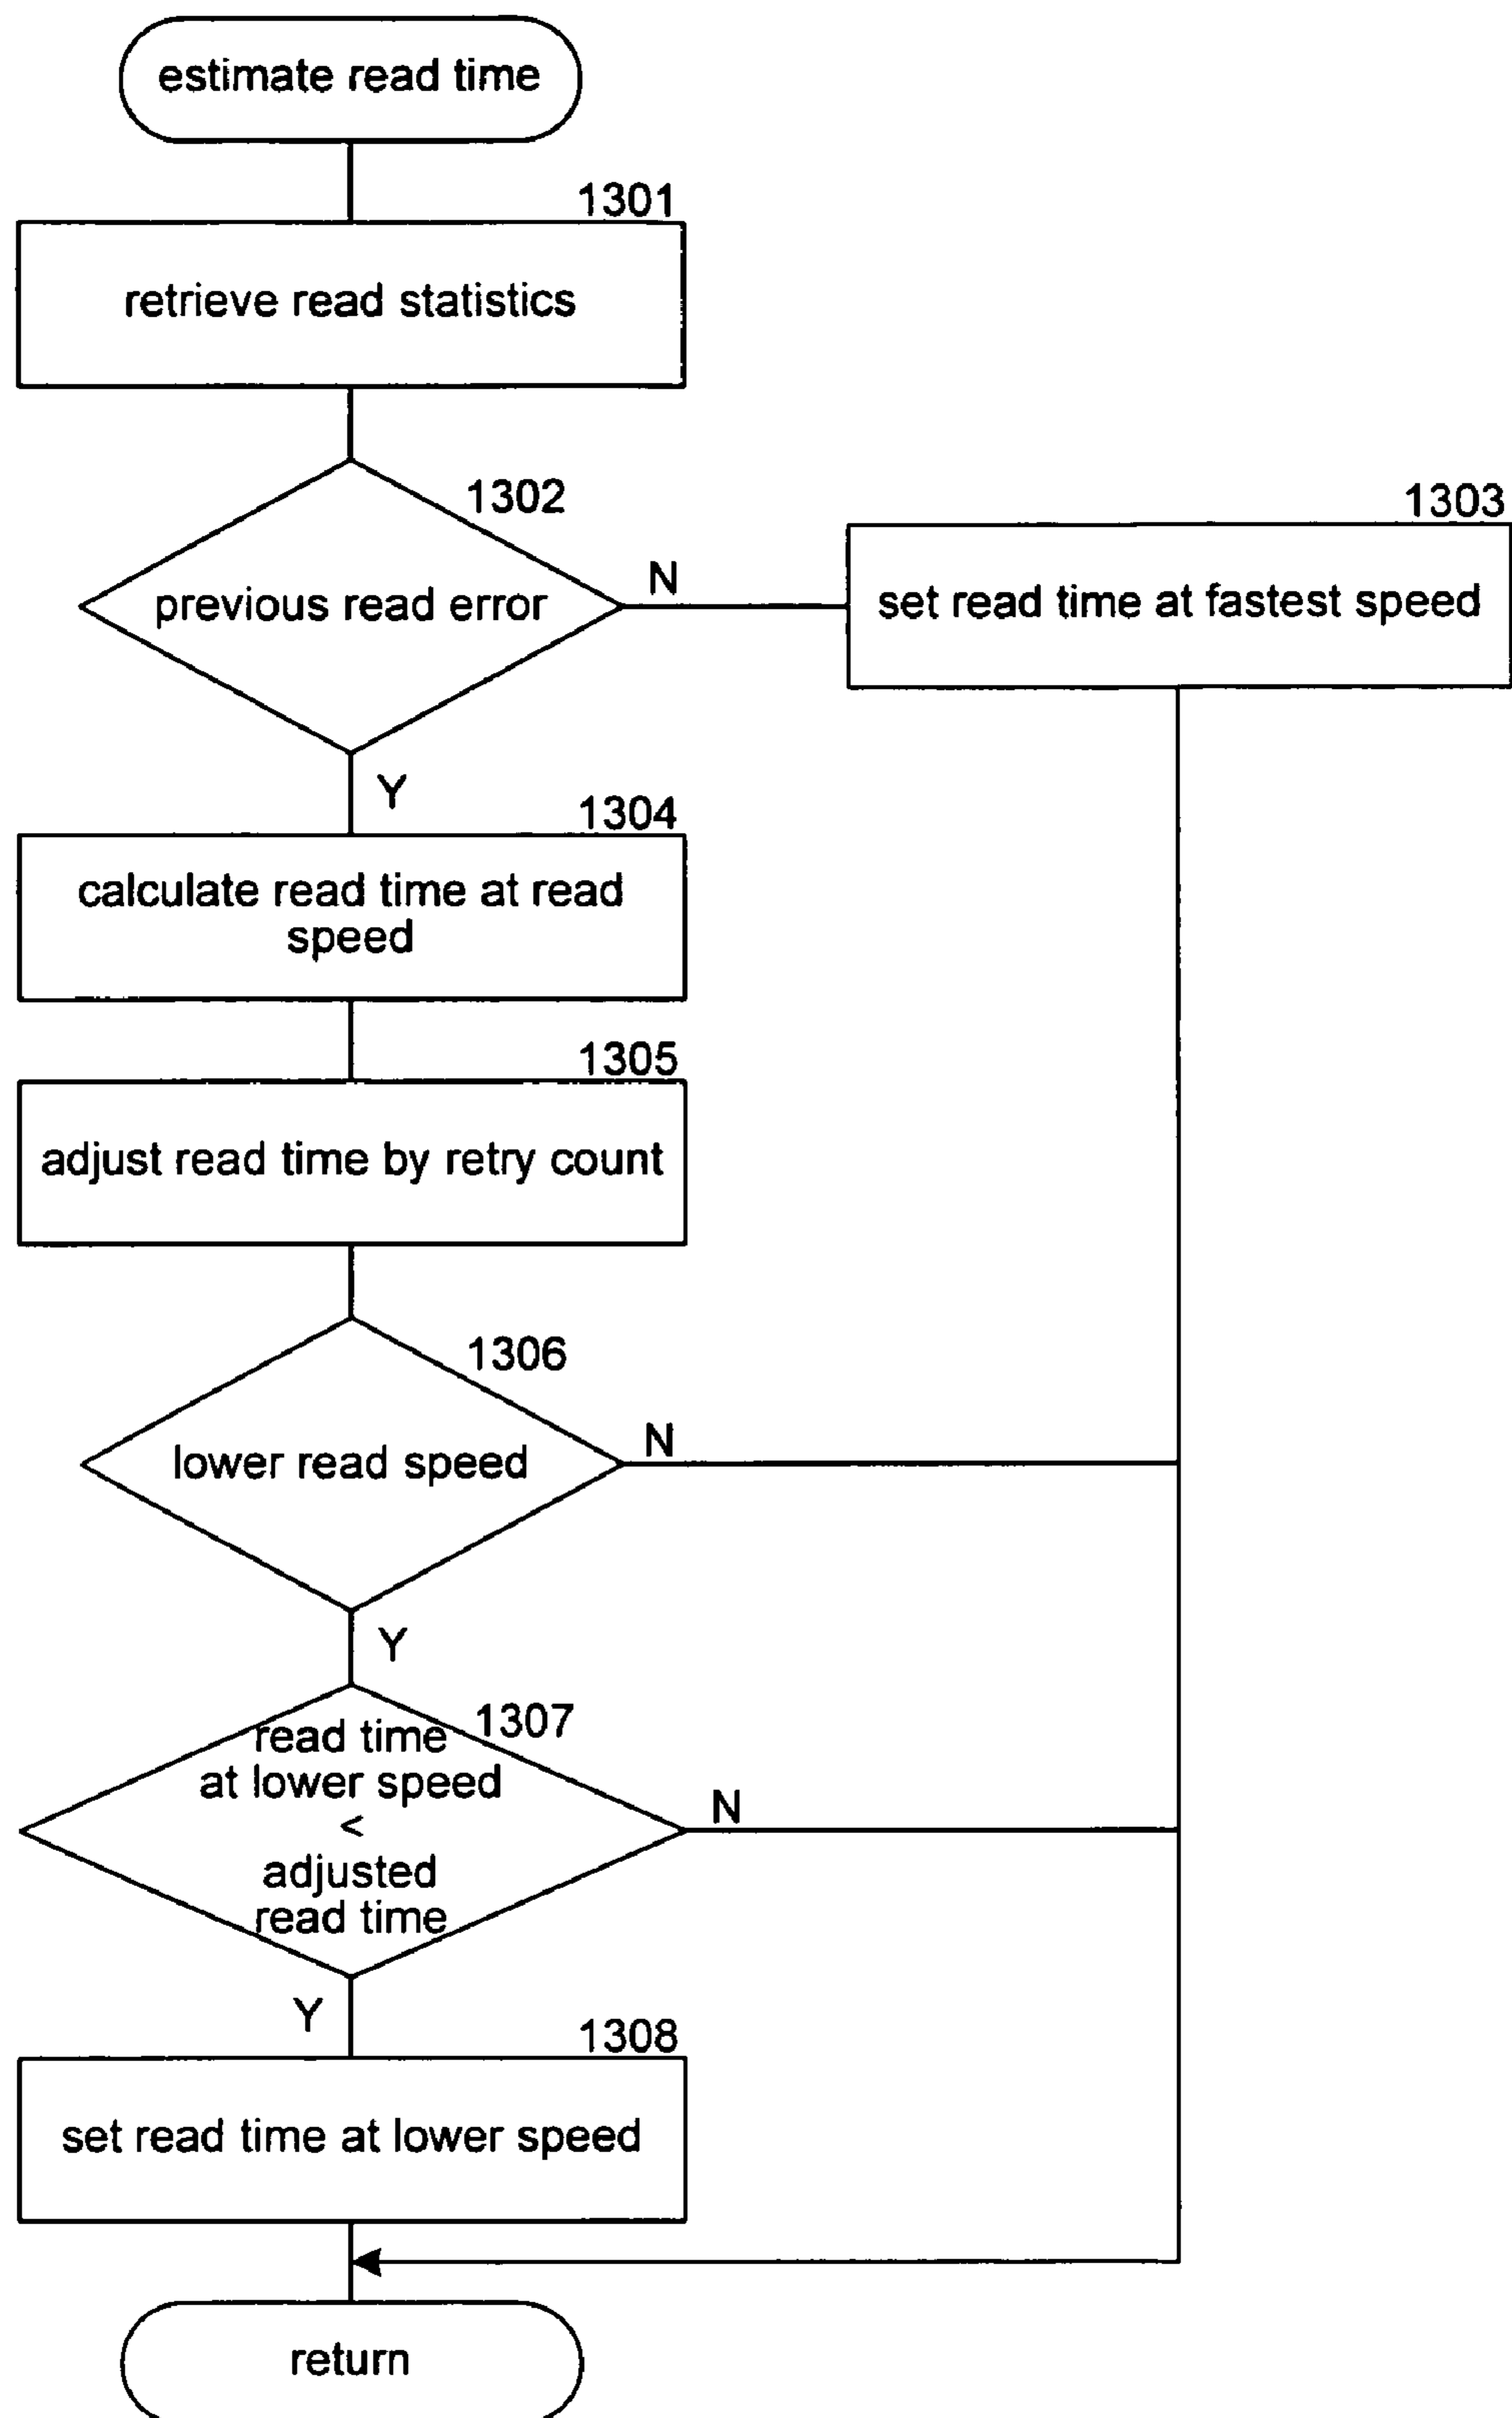 estimate read time
1301
retrieve read statistics
1302
previous read error
N
1303
set read time at fastest speed
Y
1304
calculate read time at read
speed
1305
adjust read time by retry count
1306
lower read speed
N
Y
1307
read time
at lower speed
<
adjusted
read time
N
Y
1308
set read time at lower speed
return